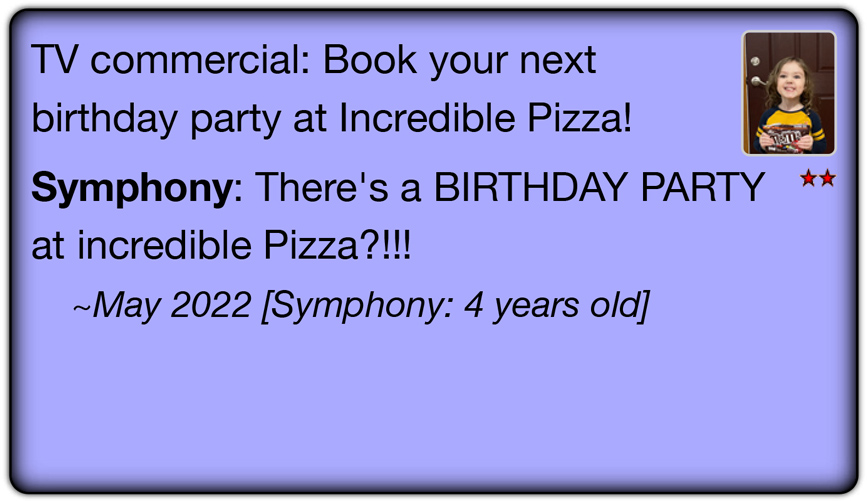 TV commercial: Book your next
birthday party at Incredible Pizza!
Symphony: There's a BIRTHDAY PARTY
at incredible Pizza?!!!
~May 2022 [Symphony: 4 years old]